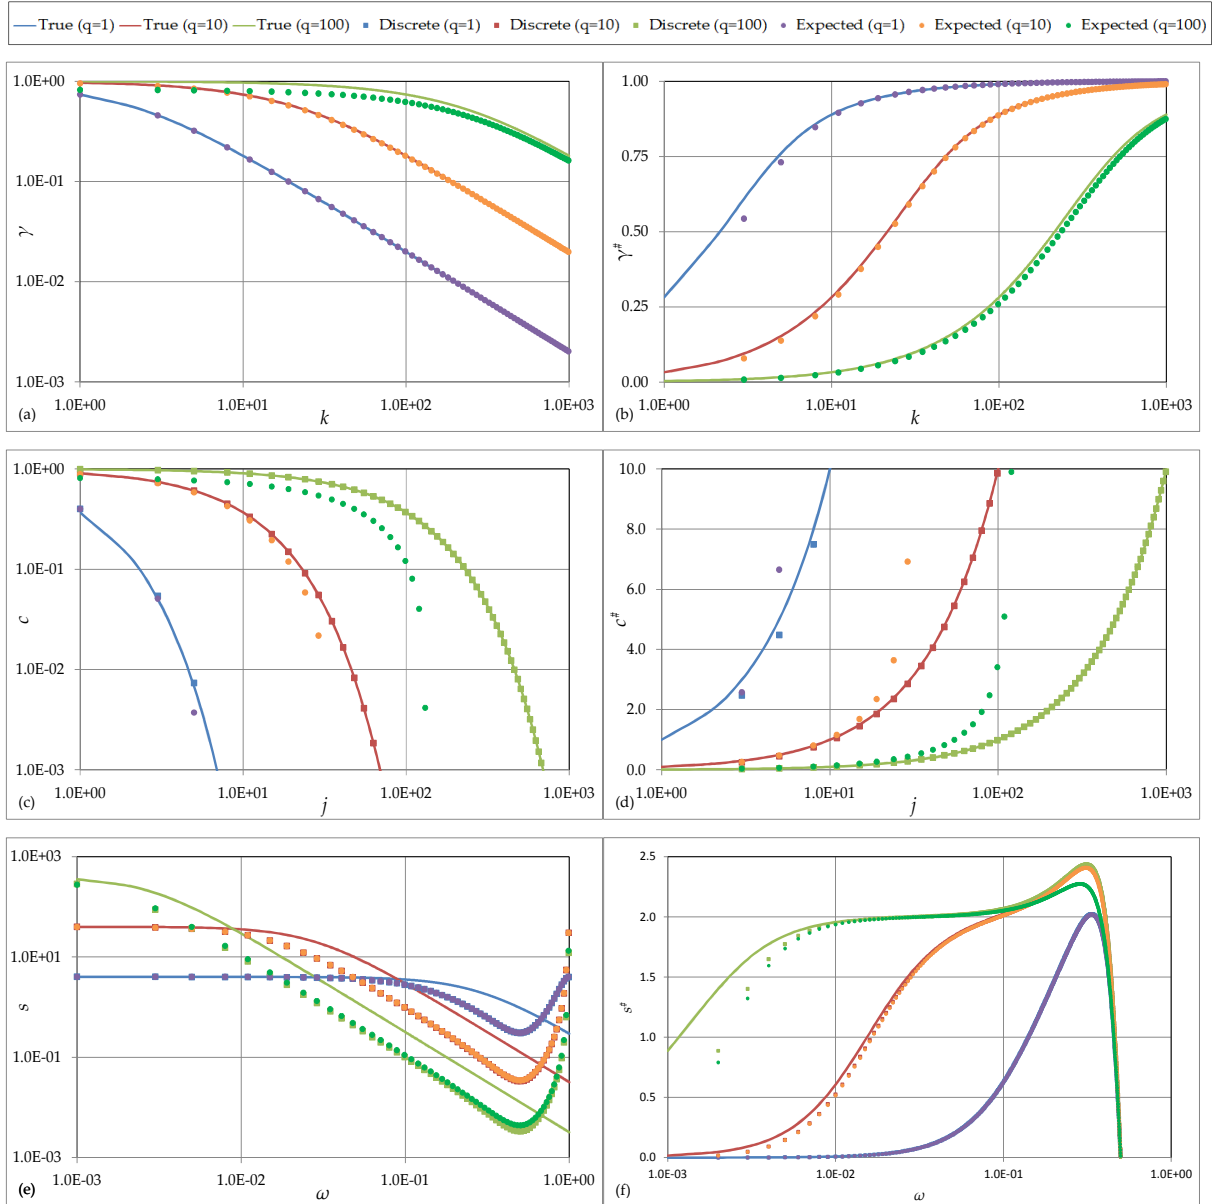 True (q=1) True (q=10) True (q=100) Discrete (q=1) Discrete (q=10) Discrete (q=100) Expected (q=1) Expected (q=10) Expected (q=100)
1.0E+00
1.0E-01
γ
1.0E-02
1.0E-03
1.0E+00 1.0E+01 1.0E+02 1.0E+03
(a)
k
1.00
0.75
0.50
γ#
0.25
0.00
1.0E+00 1.0E+01 1.0E+02 1.0E+03
(b)
k
1.0E+00
1.0E-01
c
1.0E-02
1.0E-03
1.0E+00 1.0E+01 1.0E+02 1.0E+03
(c)
j
10.0
8.0
6.0
c#
4.0
2.0
0.0
1.0E+00 1.0E+01 1.0E+02 1.0E+03
(d)
j
1.0E+03
1.0E+01
s
1.0E-01
1.0E-03
1.0E-03 1.0E-02 1.0E-01 1.0E+00
(e)
ω
2.5
2.0
1.5
s#
1.0
0.5
0.0
1.0E-03 1.0E-02 1.0E-01 1.0E+00
(f)
ω